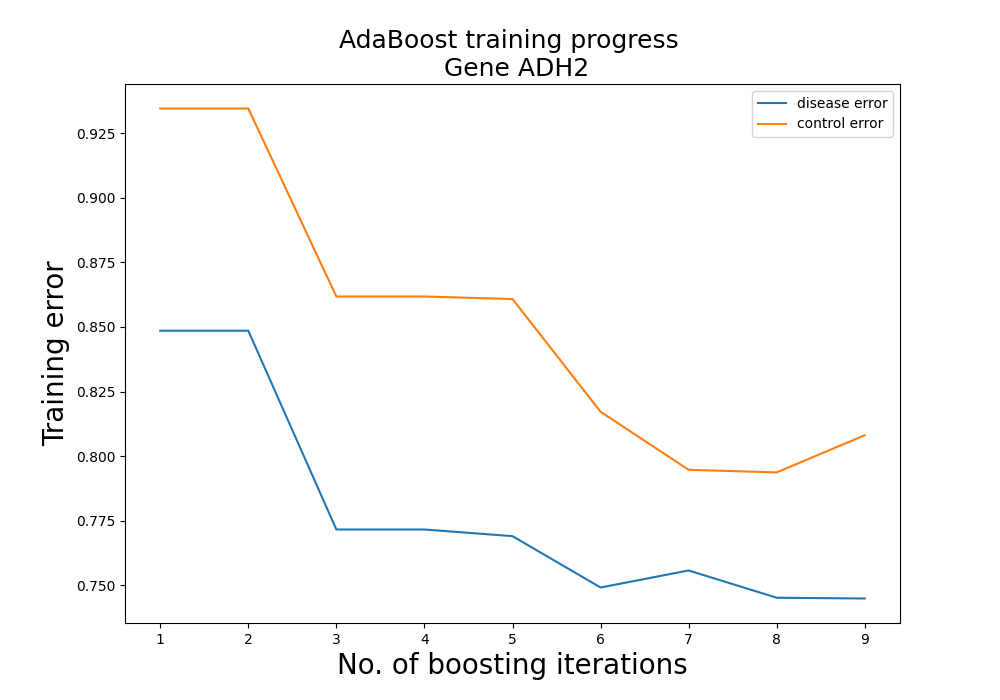 AdaBoost training progress
Gene ADH2
disease error
control error
0.925
0.900
0.875
0.850
0.825
0.800
0.775
0.750
Training error
1 2 3 4 5 6 7 8 9
No. of boosting iterations